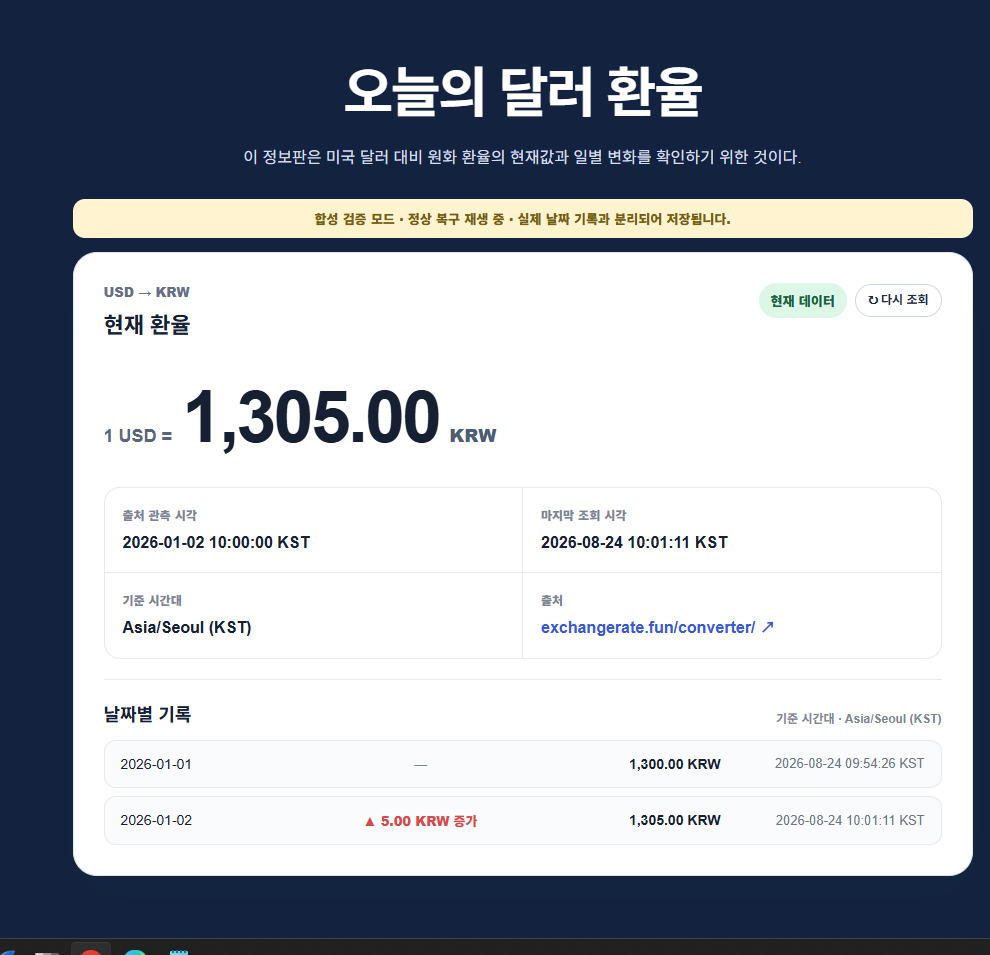 오늘의 달러 환율
이 정보판은 미국 달러 대비 원화 환율의 현재값과 일별 변화를 확인하기 위한 것이다.
합성 검증 모드 · 정상 복구 재생 중 · 실제 날짜 기록과 분리되어 저장됩니다.
USD → KRW
현재 환율
현재 데이터
↻ 다시 조회
1 USD = 1,305.00 KRW
출처 관측 시각
2026-01-02 10:00:00 KST
마지막 조회 시각
2026-08-24 10:01:11 KST
기준 시간대
Asia/Seoul (KST)
출처
exchangerate.fun/converter/ ↗
날짜별 기록
기준 시간대 · Asia/Seoul (KST)
2026-01-01 — 1,300.00 KRW 2026-08-24 09:54:26 KST
2026-01-02 ▲ 5.00 KRW 증가 1,305.00 KRW 2026-08-24 10:01:11 KST